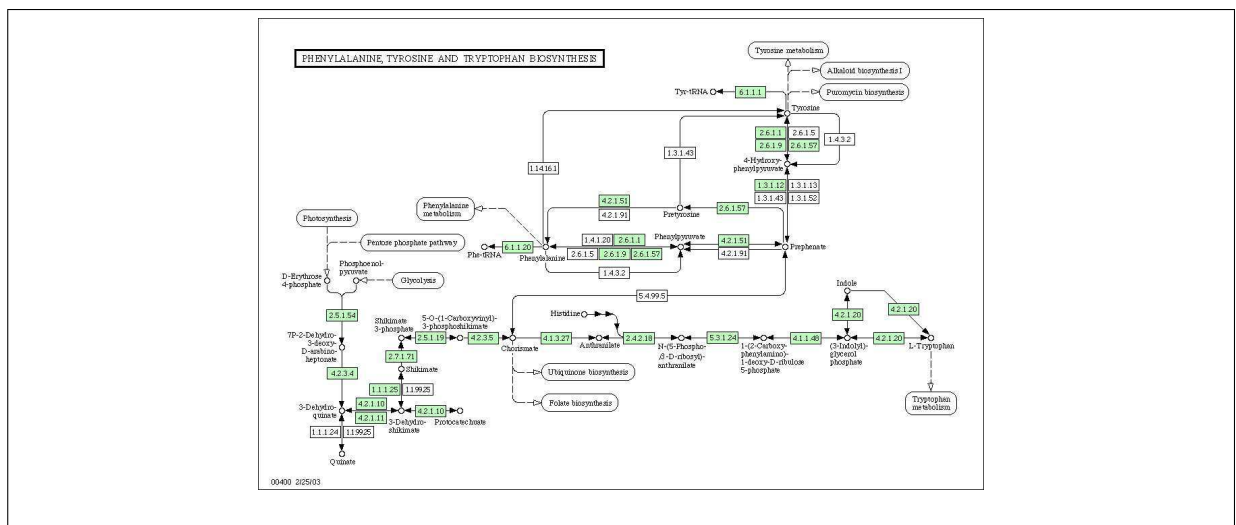 PHENYLALANINE, TYROSINE AND TRYPTOPHAN BIOSYNTHESIS
Tyrosine metabolism
Alkaloid biosynthesis I
Puromycin biosynthesis
Tyr-tRNA
6.1.1.1
Tyrosine
2.6.1.1
2.6.1.5
2.6.1.9
2.6.1.57
1.4.3.2
1.3.1.43
1.14.16.1
4-Hydroxy-
phenylpyruvate
1.3.1.12
1.3.1.13
1.3.1.43
1.3.1.52
Phenylalanine
metabolism
4.2.1.51
4.2.1.91
Pretyrosine
2.6.1.57
Photosynthesis
Pentose phosphate pathway
Phe-tRNA
6.1.1.20
Phenylalanine
1.4.1.20
2.6.1.1
2.6.1.5
2.6.1.9
2.6.1.57
1.4.3.2
Phenylpyruvate
4.2.1.51
4.2.1.91
Prephenate
D-Erythrose
4-phosphate
Phosphoenol-
pyruvate
Glycolysis
5.4.99.5
Indole
2.5.1.54
7P-2-Dehydro-
3-deoxy-
D-arabino-
heptonate
Shikimate
3-phosphate
5-O-(1-Carboxyvinyl)-
3-phosphoshikimate
Histidine
4.2.1.20
4.2.1.20
2.5.1.19
4.2.3.5
Chorismate
4.1.3.27
Anthranilate
2.4.2.18
N-(5-Phospho-
β-D-ribosyl)-
anthranilate
5.3.1.24
1-(2-Carboxy-
phenylamino)-
1-deoxy-D-ribulose
5-phosphate
4.1.1.48
(3-Indolyl)-
glycerol
phosphate
4.2.1.20
L-Tryptophan
2.7.1.71
4.2.3.4
Shikimate
1.1.1.25
1.1.99.25
Ubiquinone biosynthesis
Folate biosynthesis
Tryptophan
metabolism
3-Dehydro-
quinate
4.2.1.10
4.2.1.11
3-Dehydro-
shikimate
4.2.1.10
Protocatechuate
1.1.1.24
1.1.99.25
Quinate
00400 2/25/03